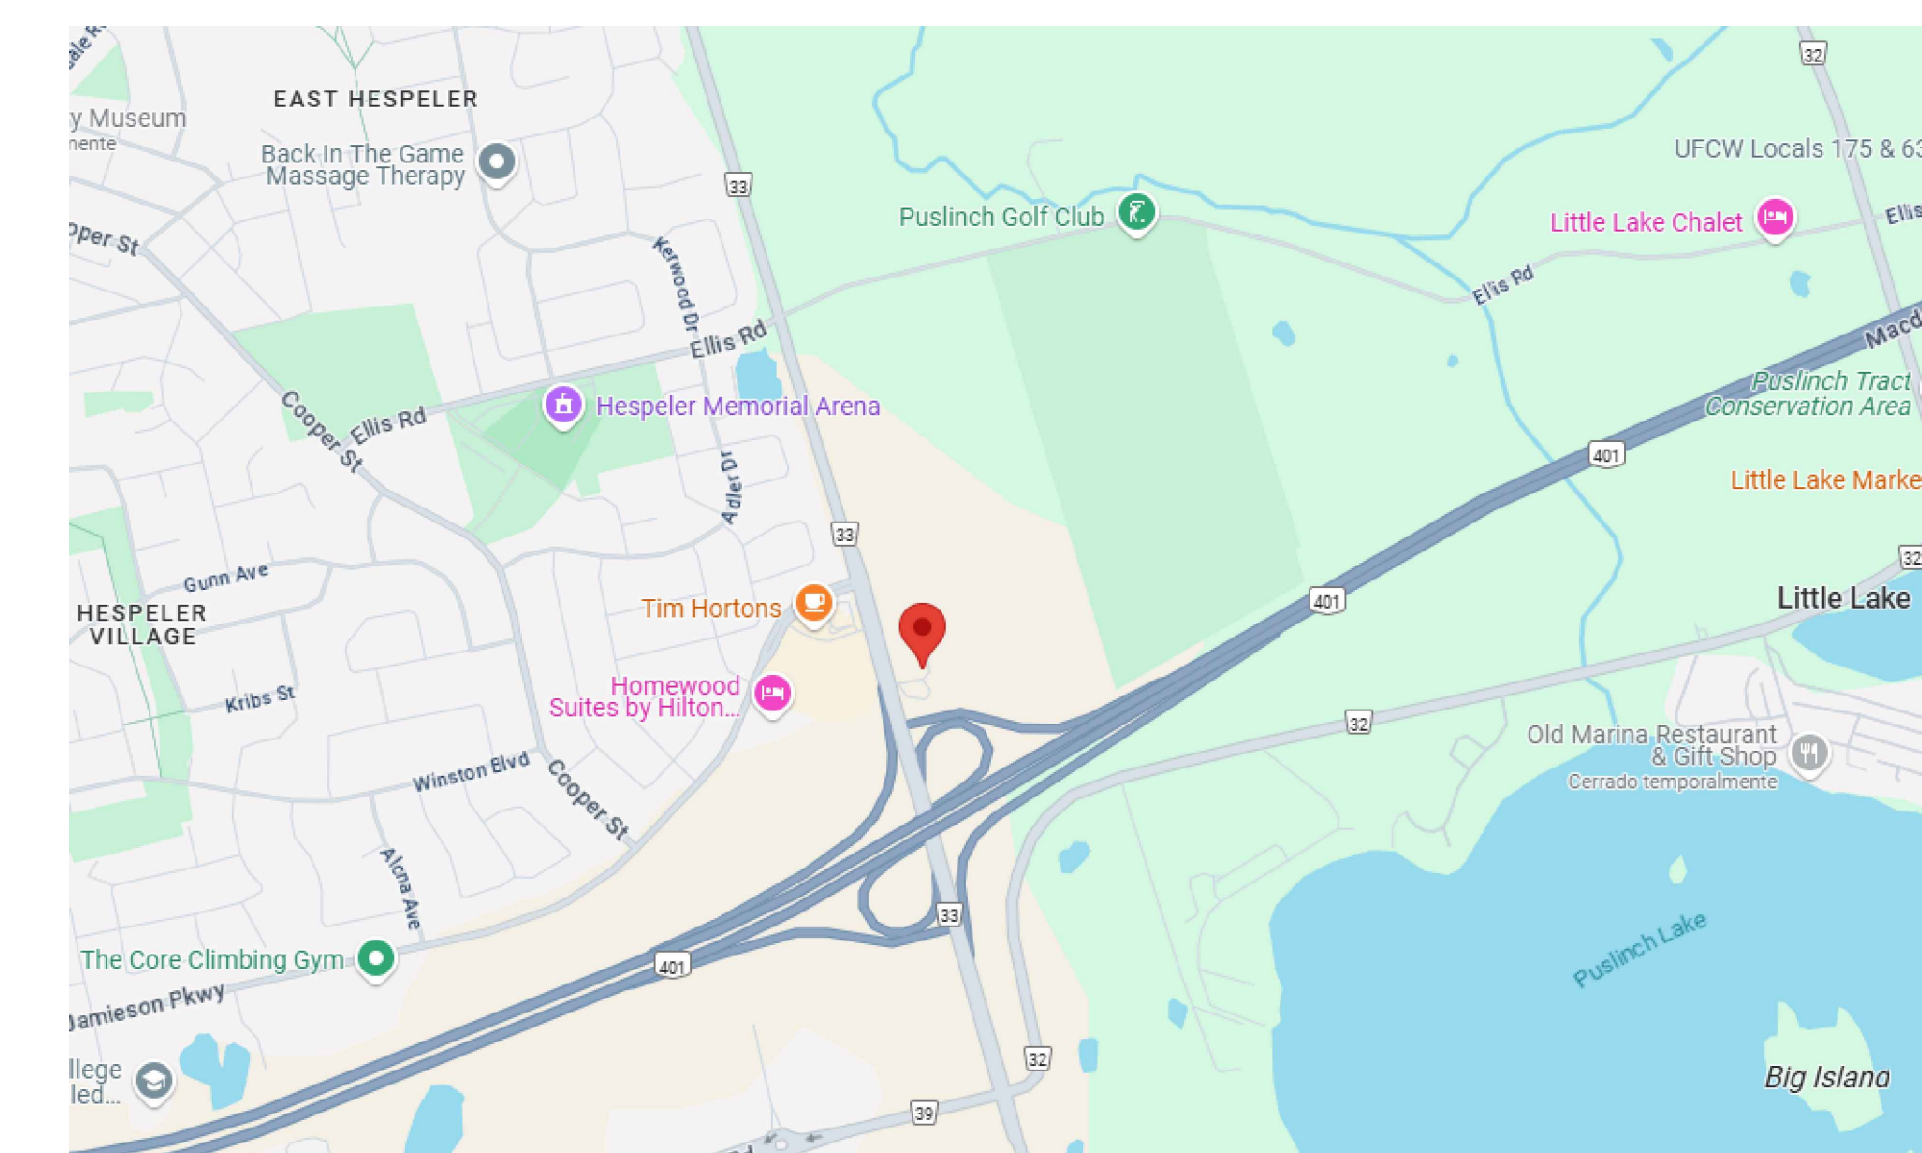 32
EAST HESPELER
y Museum
nente
UFCW Locals 175 & 63
Back In The Game
Massage Therapy
33
Puslinch Golf Club
Little Lake Chalet
Ellis
pper St
Kerwood Dr
Ellis Rd
Ellis Rd
Macd
Puslinch Tract
Conservation Area
Hespeler Memorial Arena
Cooper St
Ellis Rd
401
Little Lake Marke
Adler Dr
33
32
Gunn Ave
401
Little Lake
HESPELER
VILLAGE
Tim Hortons
Homewood
Suites by Hilton...
Kribs St
32
Old Marina Restaurant
& Gift Shop
Cerrado temporalmente
Winston Blvd
Cooper St
Alcna Ave
33
Puslinch Lake
The Core Climbing Gym
401
Jamieson Pkwy
32
llege
led...
Big Island
39